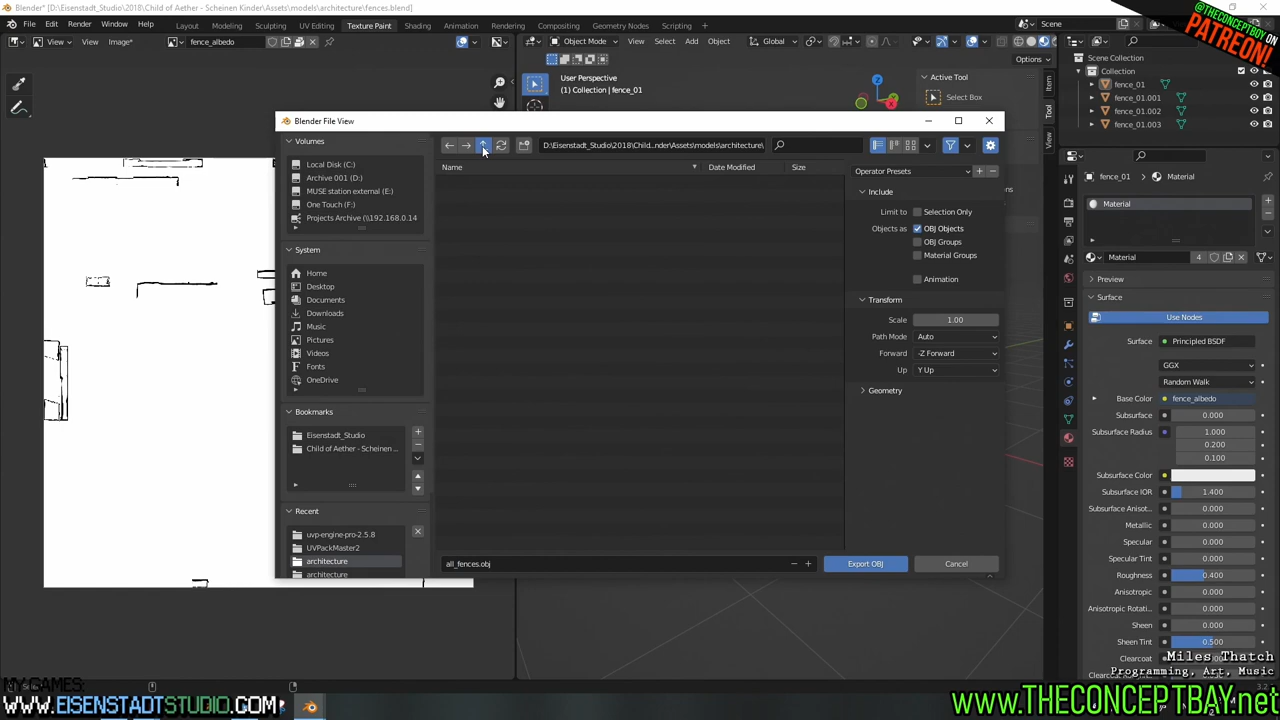 Blender* [D:\Eisenstadt_Studio\2018\Child of Aether - Scheinen Kinder\Assets\models\architecture\fences.blend]
File Edit Render Window Help Layout Modeling Sculpting UV Editing Texture Paint Shading Animation Rendering Compositing Geometry Nodes Scripting + Scene
@THECONCEPTBAY
PATREON!
View View Image* fence_albedo Object Mode View Select Add Object Global
Options
Scene Collection
Collection
fence_01
fence_01.001
fence_01.002
fence_01.003
User Perspective
(1) Collection | fence_01
Active Tool
Select Box
Item
Tool
View
Blender File View
Volumes
Local Disk (C:)
Archive 001 (D:)
MUSE station external (E:)
One Touch (F:)
Projects Archive (\\192.168.0.14
System
Home
Desktop
Documents
Downloads
Music
Pictures
Videos
Fonts
OneDrive
Bookmarks
Eisenstadt_Studio
Child of Aether - Scheinen ...
Recent
uvp-engine-pro-2.5.8
UVPackMaster2
architecture
architecture
D:\Eisenstadt_Studio\2018\Child...nder\Assets\models\architecture\
Name Date Modified Size
all_fences.obj
Export OBJ Cancel
Operator Presets
Include
Limit to Selection Only
Objects as OBJ Objects
OBJ Groups
Material Groups
Animation
Transform
Scale 1.00
Path Mode Auto
Forward -Z Forward
Up Y Up
Geometry
fence_01 > Material
Material
Material 4
Preview
Surface
Use Nodes
Surface Principled BSDF
GGX
Random Walk
Base Color fence_albedo
Subsurface 0.000
Subsurface Radius 1.000
0.200
0.100
Subsurface Color
Subsurface IOR 1.400
Subsurface Anisot... 0.000
Metallic 0.000
Specular 0.000
Specular Tint 0.000
Roughness 0.400
Anisotropic 0.000
Anisotropic Rotati... 0.000
Sheen 0.000
Sheen Tint 0.500
Clearcoat
Miles Thatch
Programming, Art, Music
MY GAMES:
WWW.EISENSTADTSTUDIO.COM
www.THECONCEPTBAY.net